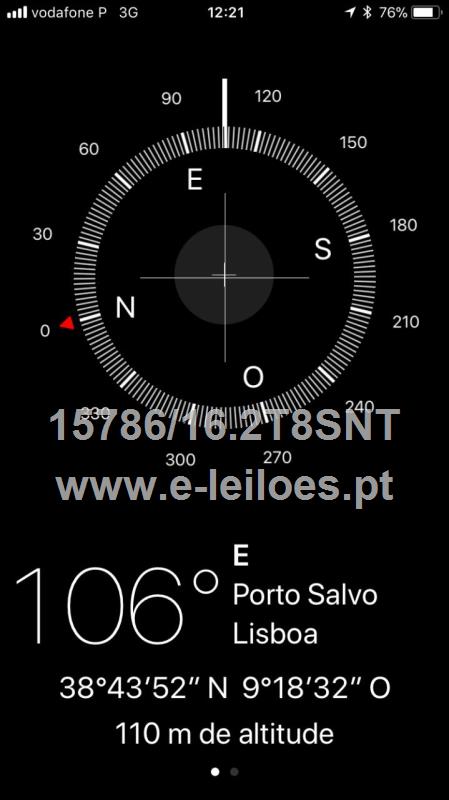 vodafone P 3G 12:21 76%
90 120
60 150
E
30 180
S
N
0 210
O
330 240
15786/16.2T8SNT
300 270
www.e-leiloes.pt
106° E
Porto Salvo
Lisboa
38°43’52” N 9°18’32” O
110 m de altitude